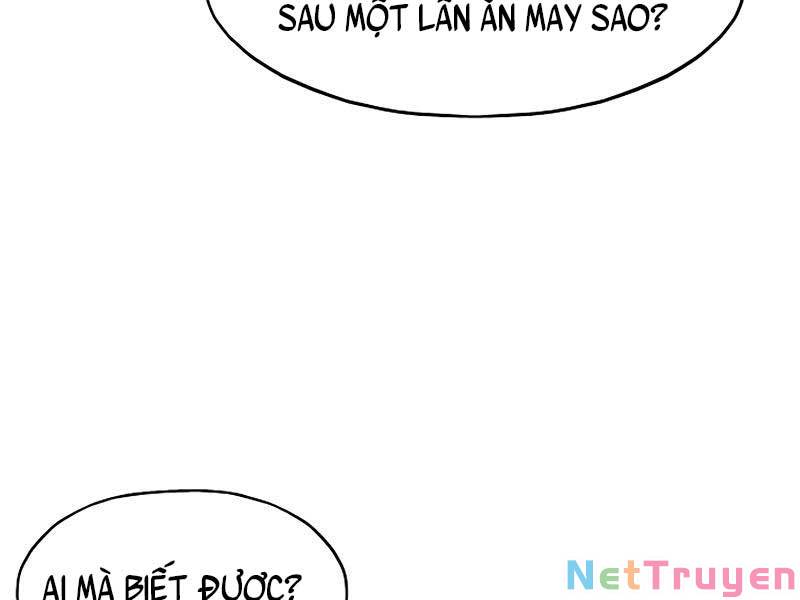 SAU MỘT LẦN ĂN MAY SAO?
AI MÀ BIẾT ĐƯỢC?
NETTRUYEN